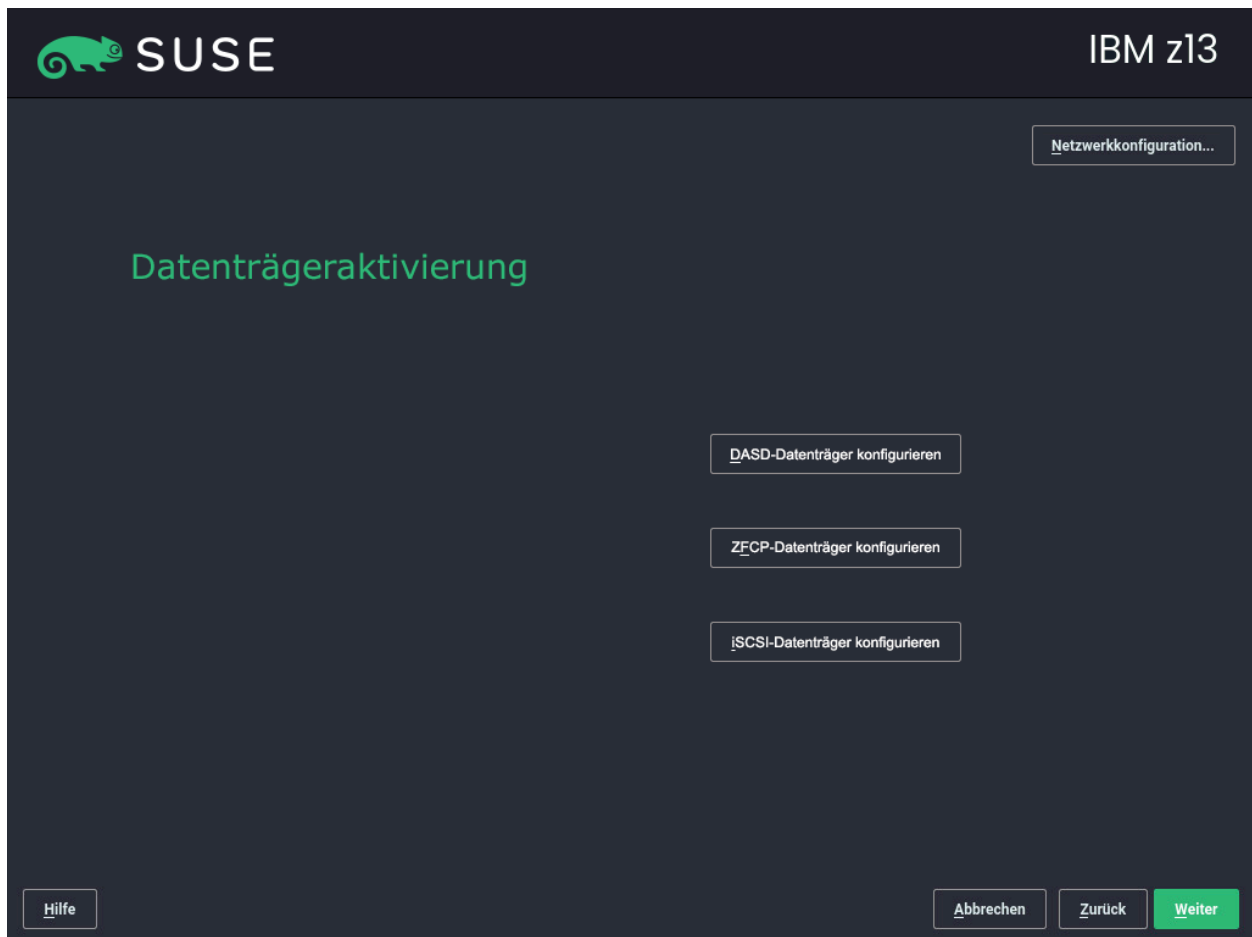 SUSE
IBM z13
Netzwerkkonfiguration...
Datenträgeraktivierung
DASD-Datenträger konfigurieren
ZFCP-Datenträger konfigurieren
iSCSI-Datenträger konfigurieren
Hilfe
Abbrechen
Zurück
Weiter